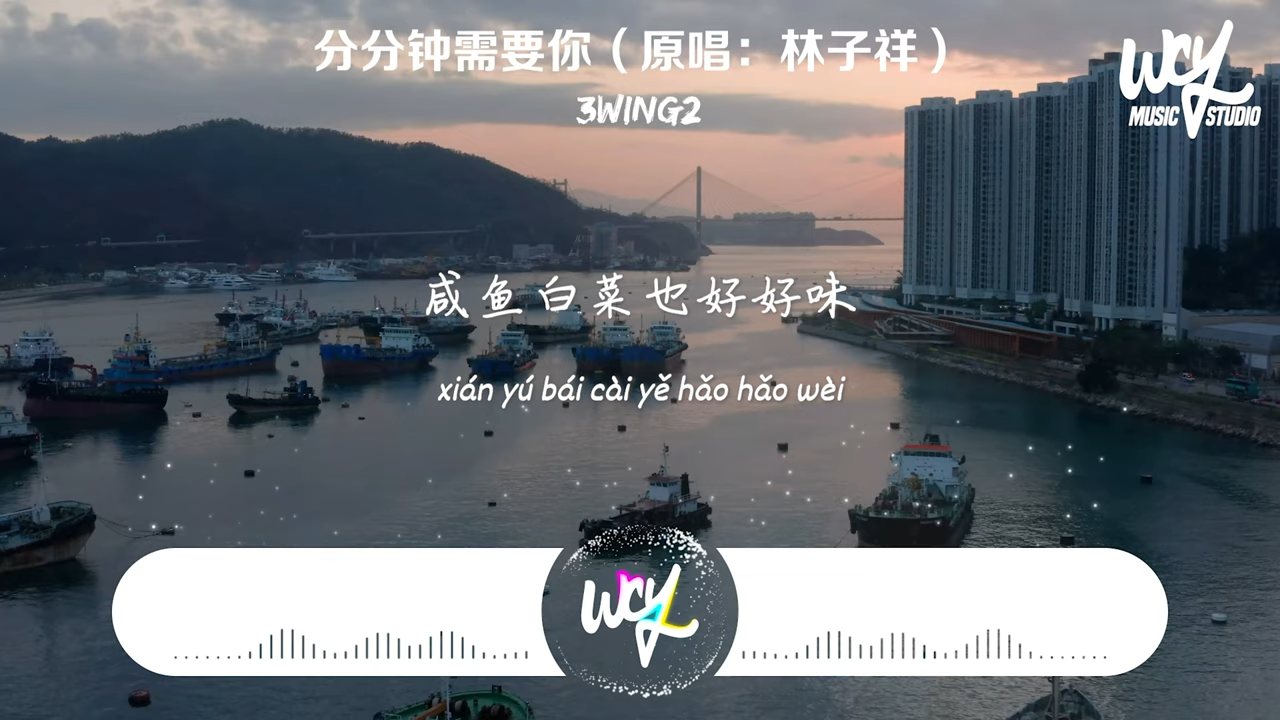 分分钟需要你（原唱：林子祥）
3WING2
WCY
MUSIC STUDIO
咸鱼白菜也好好味
xián yú bái cài yě hǎo hǎo wèi
WCY